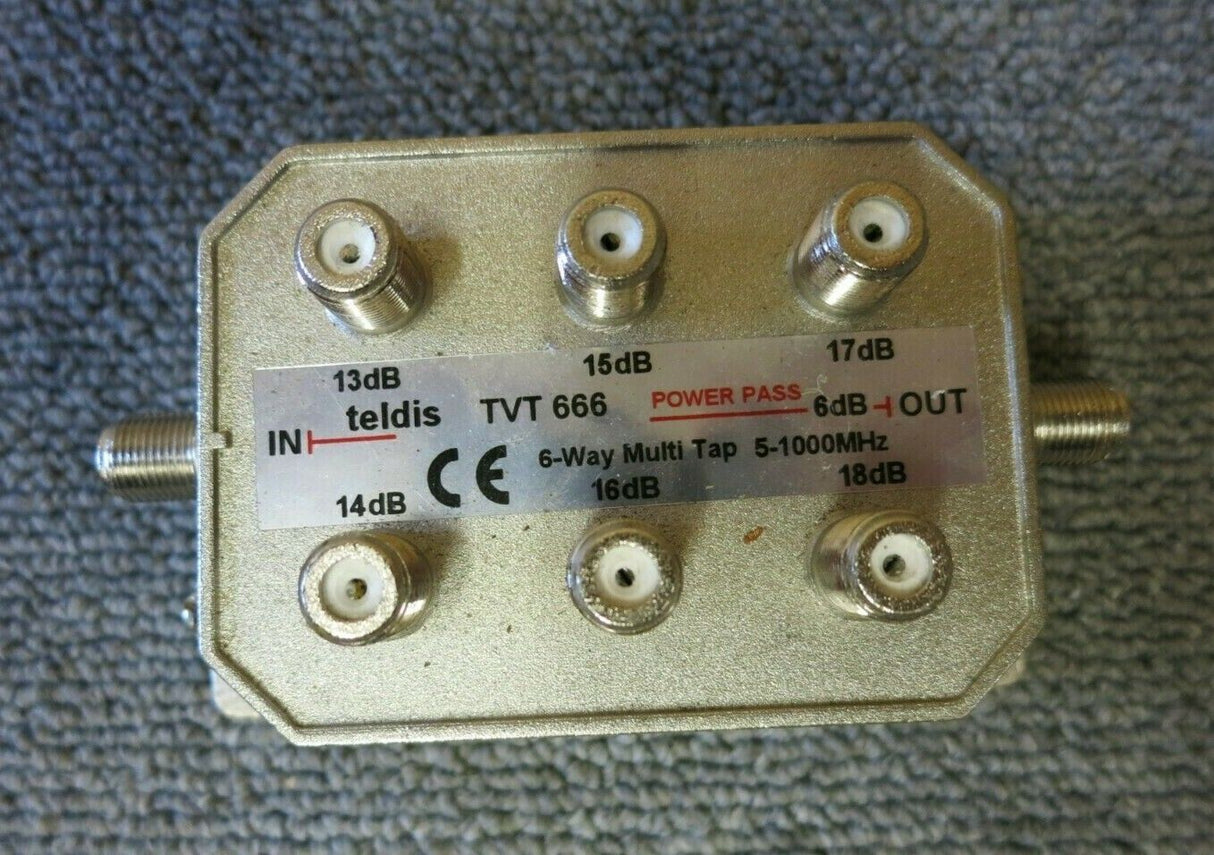 13dB 15dB 17dB
teldis TVT 666 POWER PASS 6dB OUT
IN
CE 6-Way Multi Tap 5-1000MHz
14dB 16dB 18dB